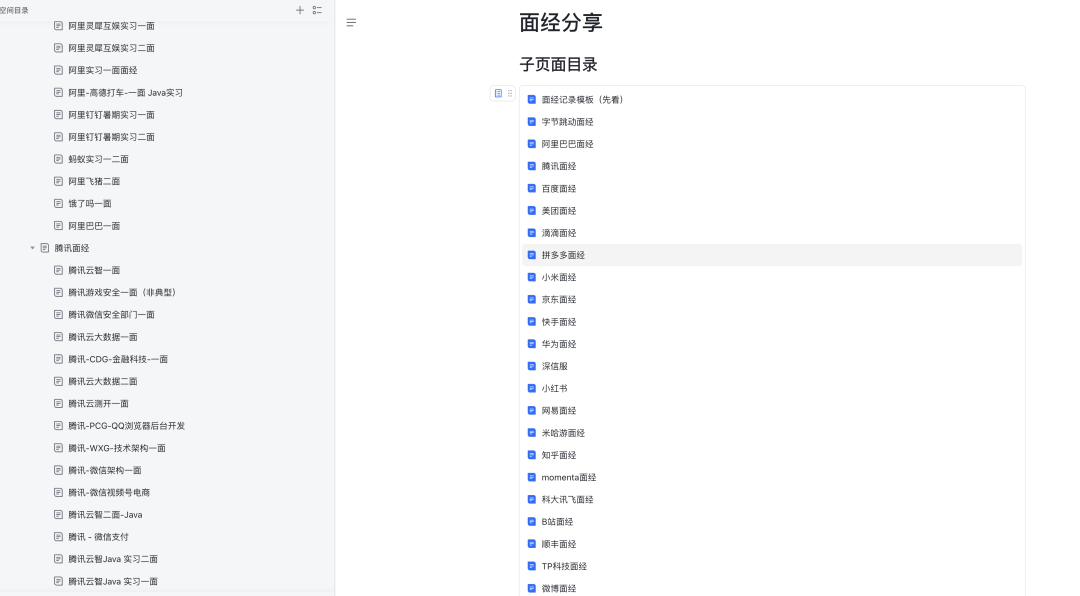 空间目录
阿里灵犀互娱实习一面
阿里灵犀互娱实习二面
阿里实习一面面经
阿里-高德打车-一面 Java实习
阿里钉钉暑期实习一面
阿里钉钉暑期实习二面
蚂蚁实习一二面
阿里飞猪二面
饿了吗一面
阿里巴巴一面
腾讯面经
腾讯云智一面
腾讯游戏安全一面（非典型）
腾讯微信安全部门一面
腾讯云大数据一面
腾讯-CDG-金融科技-一面
腾讯云大数据二面
腾讯云测开一面
腾讯-PCG-QQ浏览器后台开发
腾讯-WXG-技术架构一面
腾讯-微信架构一面
腾讯-微信视频号电商
腾讯云智二面-Java
腾讯 - 微信支付
腾讯云智Java 实习二面
腾讯云智Java 实习一面
面经分享
子页面目录
面经记录模板（先看）
字节跳动面经
阿里巴巴面经
腾讯面经
百度面经
美团面经
滴滴面经
拼多多面经
小米面经
京东面经
快手面经
华为面经
深信服
小红书
网易面经
米哈游面经
知乎面经
momenta面经
科大讯飞面经
B站面经
顺丰面经
TP科技面经
微博面经